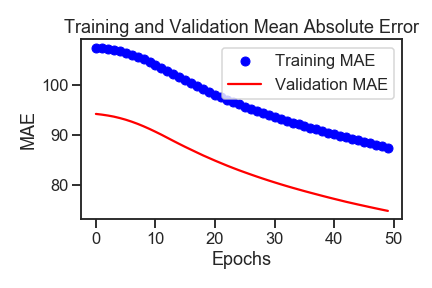 Training and Validation Mean Absolute Error
Training MAE
Validation MAE
MAE
100
90
80
0 10 20 30 40 50
Epochs